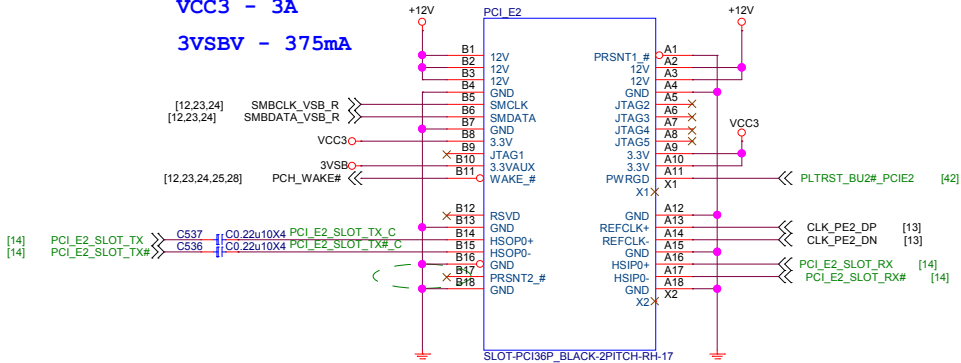 VCC3 - 3A
3VSBV - 375mA
+12V
PCI_E2
+12V
B1 12V PRSNT1_# A1
B2 12V 12V A2
B3 12V 12V A3
B4 GND GND A4
[12,23,24] SMBCLK_VSB_R B5 SMCLK JTAG2 A5
[12,23,24] SMBDATA_VSB_R B6 SMDATA JTAG3 A6
B7 GND JTAG4 A7
VCC3 B8 3.3V JTAG5 A8 VCC3
B9 JTAG1 3.3V A9
3VSB B10 3.3VAUX 3.3V A10
[12,23,24,25,28] PCH_WAKE# B11 WAKE_# PWRGD A11 PLTRST_BU2#_PCIE2 [42]
X1 X1
B12 RSVD GND A12
B13 GND REFCLK+ A13 CLK_PE2_DP [13]
[14] PCI_E2_SLOT_TX C537 C0.22u10X4 PCI_E2_SLOT_TX_C B14 HSOP0+ REFCLK- A14 CLK_PE2_DN [13]
[14] PCI_E2_SLOT_TX# C536 C0.22u10X4 PCI_E2_SLOT_TX#_C B15 HSOP0- GND A15
B16 GND HSIP0+ A16 PCI_E2_SLOT_RX [14]
B17 PRSNT2_# HSIP0- A17 PCI_E2_SLOT_RX# [14]
B18 GND GND A18
X2 X2
SLOT-PCI36P_BLACK-2PITCH-RH-17